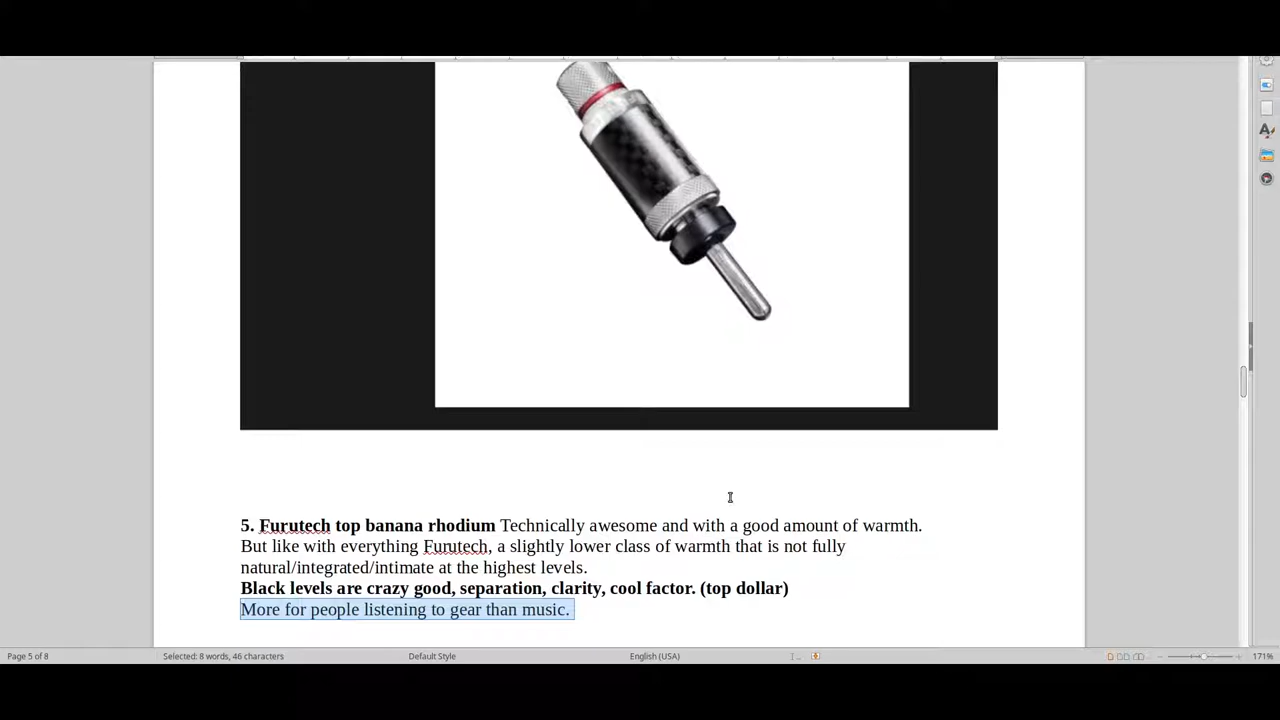 5. Furutech top banana rhodium Technically awesome and with a good amount of warmth.
But like with everything Furutech, a slightly lower class of warmth that is not fully
natural/integrated/intimate at the highest levels.
Black levels are crazy good, separation, clarity, cool factor. (top dollar)
More for people listening to gear than music.
Page 5 of 8 Selected: 8 words, 46 characters Default Style English (USA) 171%